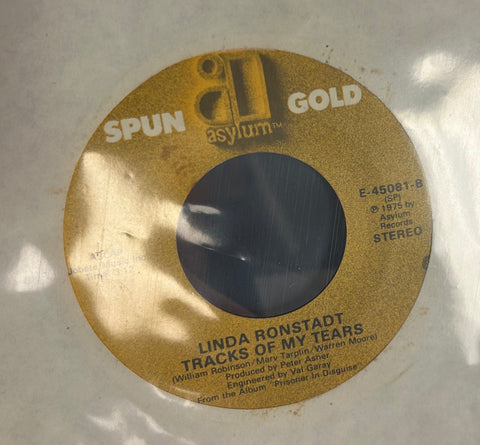 SPUN GOLD
asylum™
E-45081-B
(SP)
℗ 1975 by
Asylum
Records
STEREO
LINDA RONSTADT
TRACKS OF MY TEARS
(William Robinson/Marv Tarplin, Warren Moore)
Produced by Peter Asher
Engineered by Val Garay
From the Album "Prisoner In Disguise"